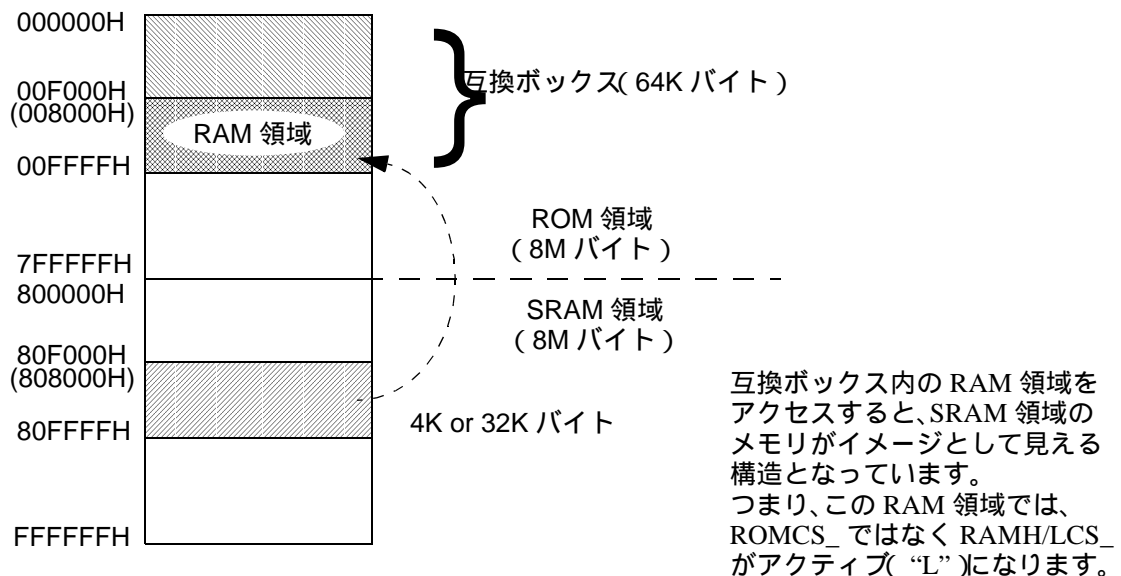 000000H
00F000H
(008000H)
00FFFFH
7FFFFFH
800000H
80F000H
(808000H)
80FFFFH
FFFFFFH
RAM 領域
互換ボックス( 64K バイト )
ROM 領域
( 8M バイト )
SRAM 領域
( 8M バイト )
4K or 32K バイト
互換ボックス内の RAM 領域を
アクセスすると、SRAM 領域の
メモリがイメージとして見える
構造となっています。
つまり、この RAM 領域では、
ROMCS_ ではなく RAMH/LCS_
がアクティブ( “L” )になります。